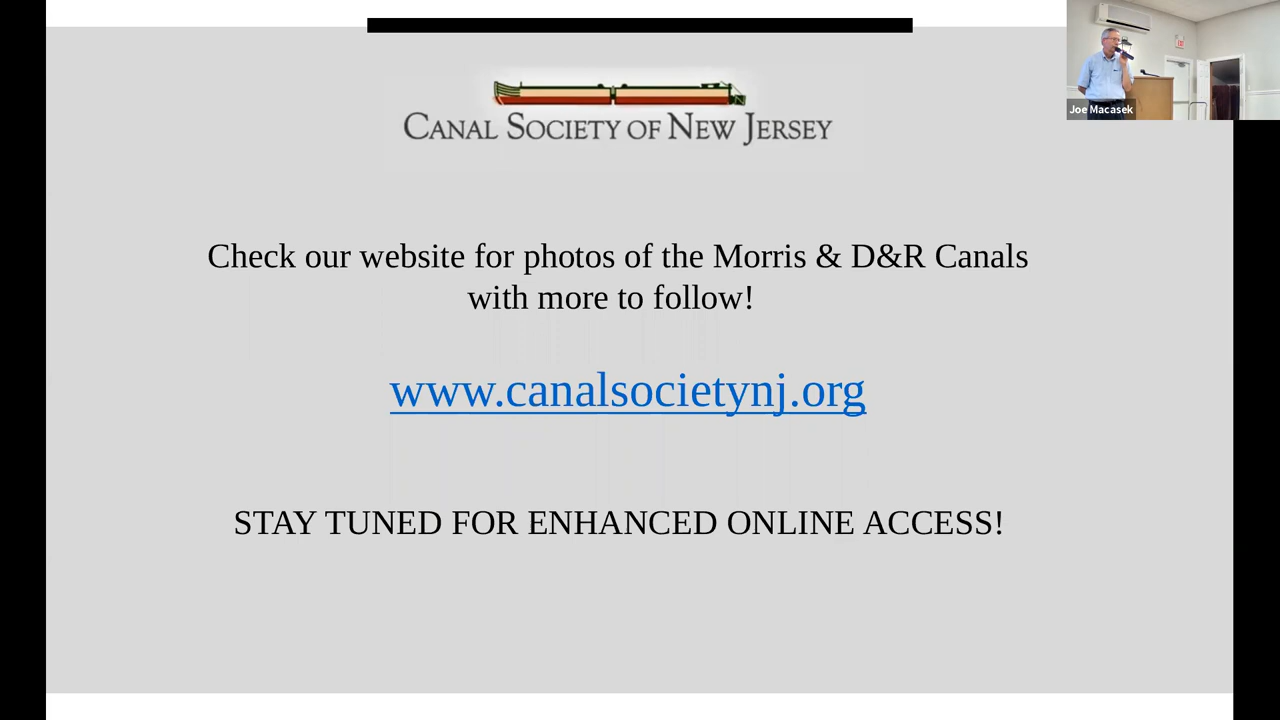 Joe Macasek
CANAL SOCIETY OF NEW JERSEY
Check our website for photos of the Morris & D&R Canals
with more to follow!
www.canalsocietynj.org
STAY TUNED FOR ENHANCED ONLINE ACCESS!